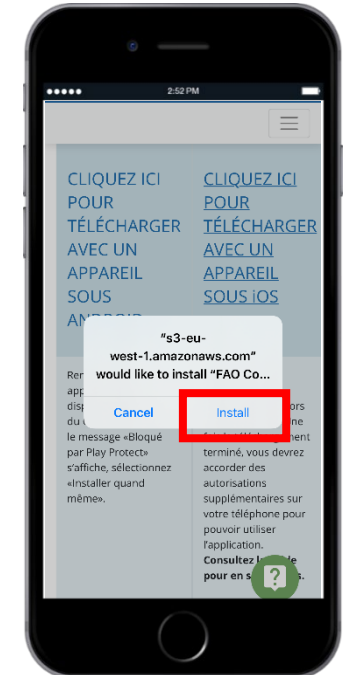 2:52 PM
CLIQUEZ ICI
POUR
TÉLÉCHARGER
AVEC UN
APPAREIL
SOUS
CLIQUEZ ICI
POUR
TÉLÉCHARGER
AVEC UN
APPAREIL
SOUS iOS
"s3-eu-
west-1.amazonaws.com"
would like to install "FAO Co...
Cancel
Install
le message «Bloqué
par Play Protect»
s'affiche, sélectionnez
«Installer quand
même».
terminé, vous devrez
accorder des
autorisations
supplémentaires sur
votre téléphone pour
pouvoir utiliser
l'application.
Consultez
pour en